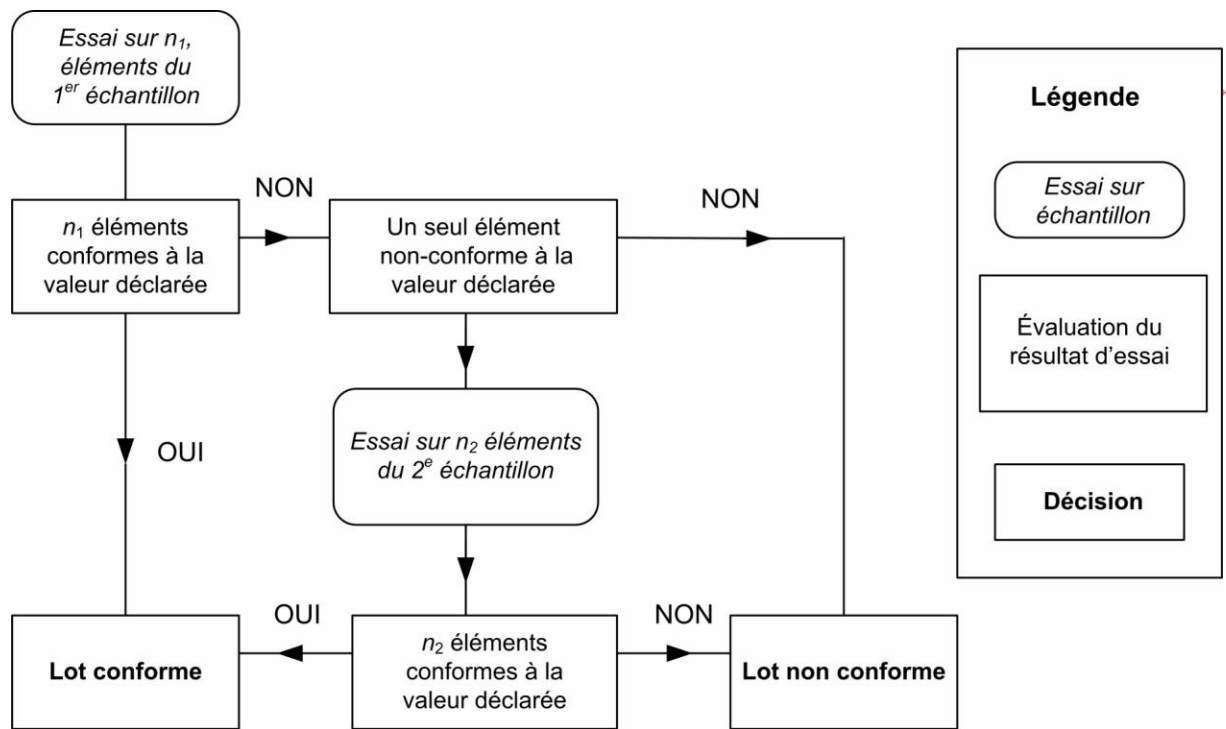 Essai sur n1,
éléments du
1er échantillon
NON
NON
n1 éléments
conformes à la
valeur déclarée
Un seul élément
non-conforme à la
valeur déclarée
OUI
Essai sur n2 éléments
du 2e échantillon
OUI
NON
Lot conforme
n2 éléments
conformes à la
valeur déclarée
Lot non conforme
Légende
Essai sur
échantillon
Évaluation du
résultat d’essai
Décision